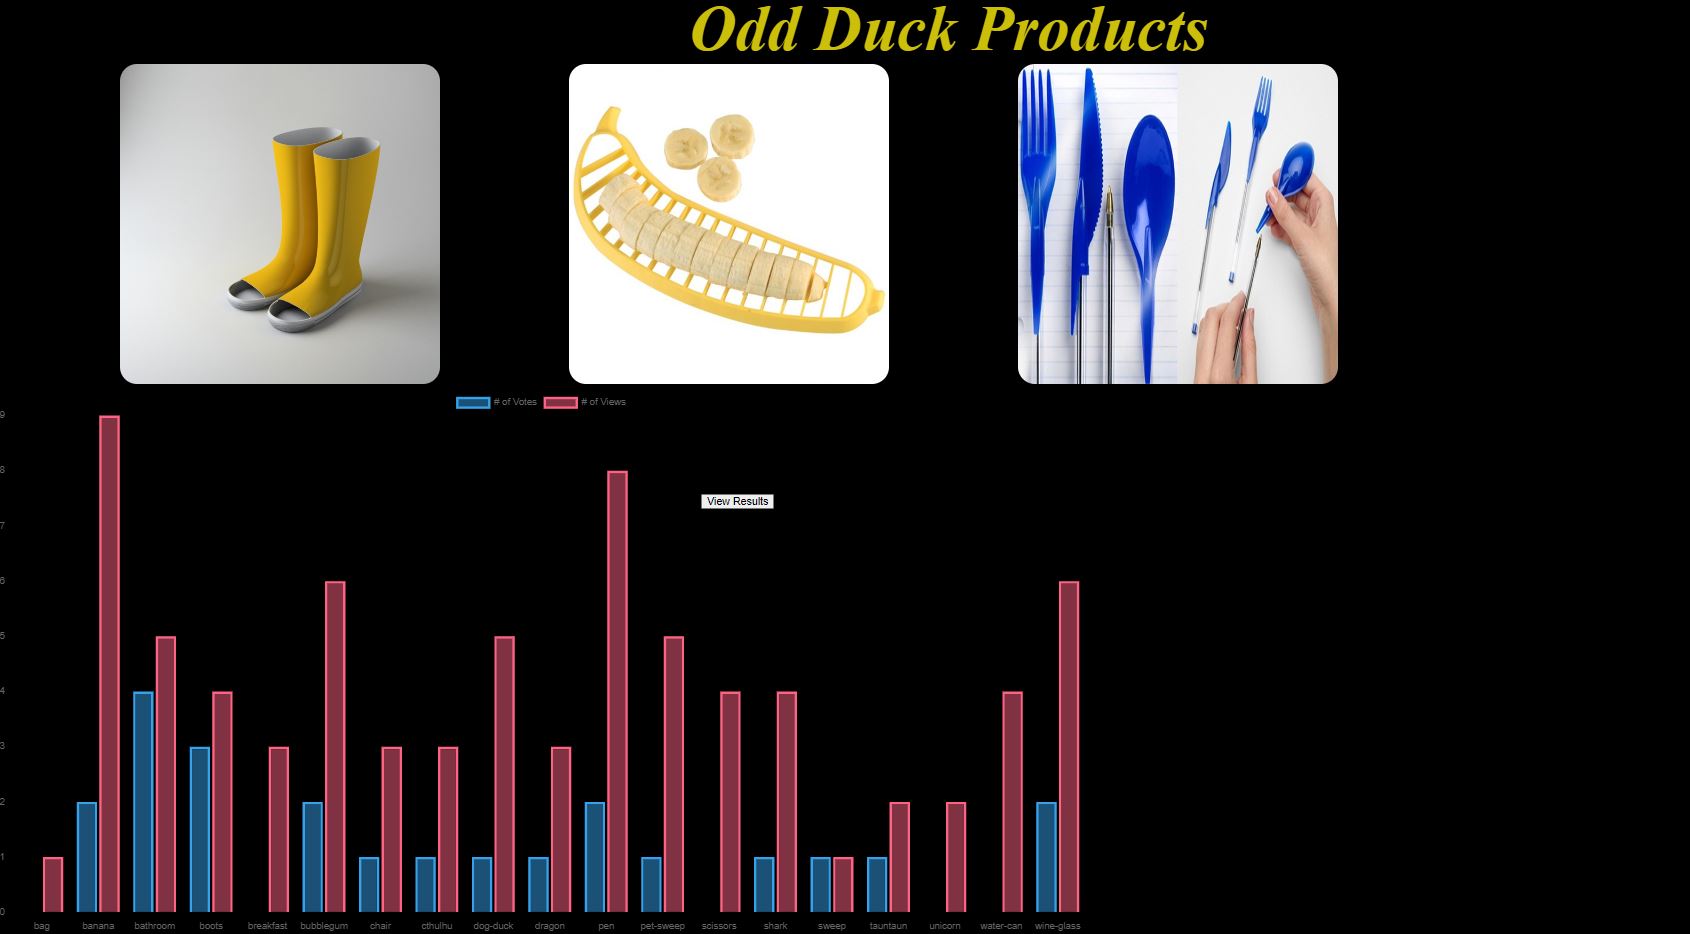 Odd Duck Products
# of Votes # of Views
9
8
View Results
7
6
5
4
3
2
1
0
bag banana bathroom boots breakfast bubblegum chair cthulhu dog-duck dragon pen pet-sweep scissors shark sweep tauntaun unicorn water-can wine-glass